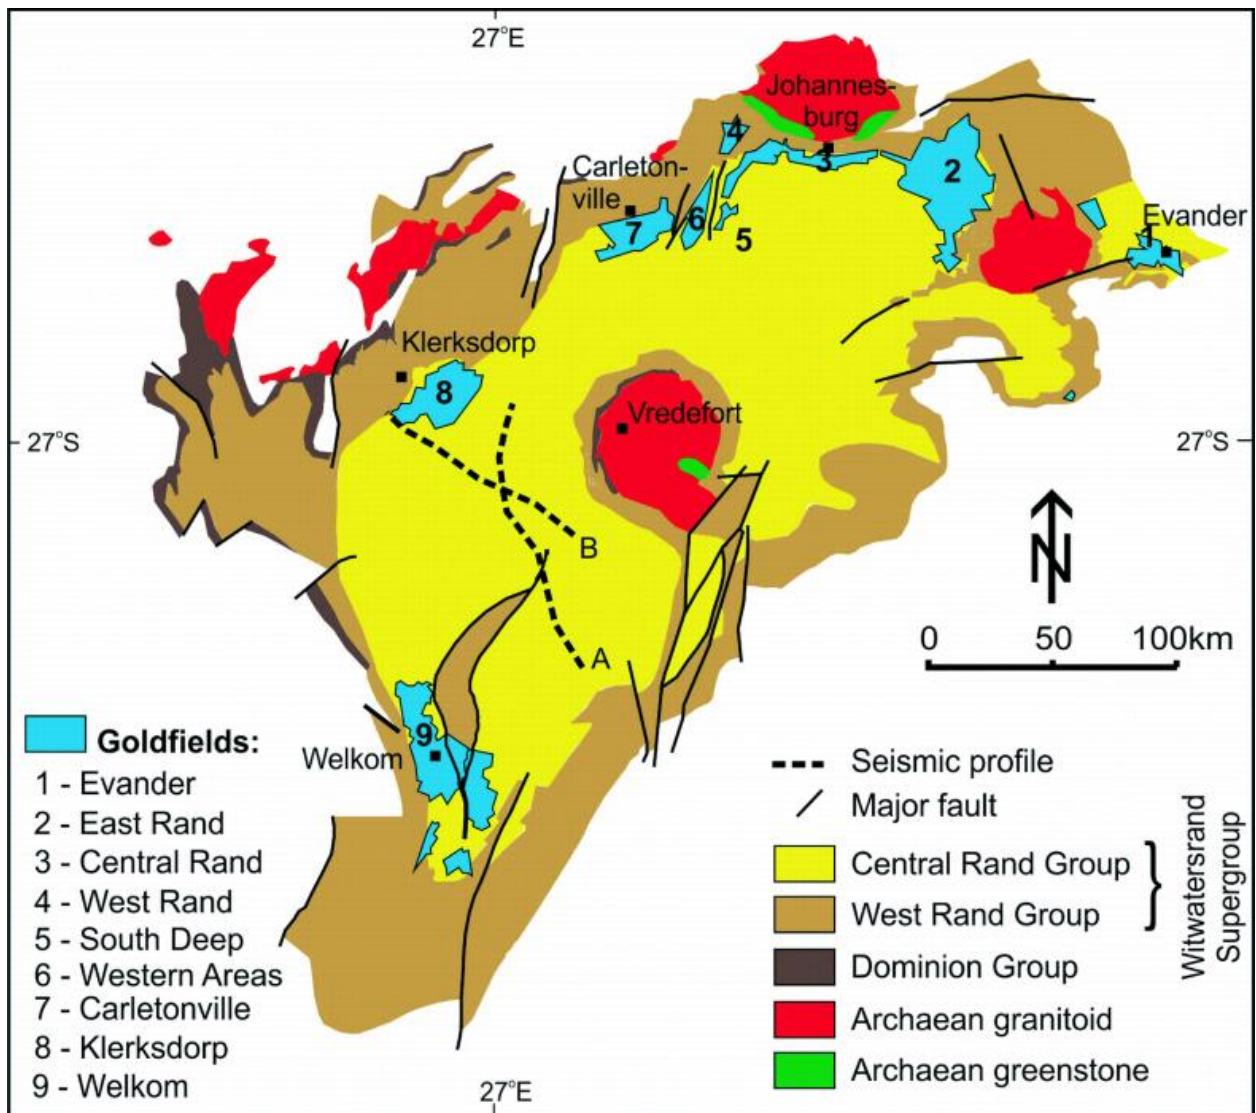 27°E
Johannes-
burg
4
3
2
Carleton-
ville
6
7
5
Evander
1
Klerksdorp
8
27°S
Vredefort
27°S
B
N
A
0 50 100km
Goldfields:
1 - Evander
2 - East Rand
3 - Central Rand
4 - West Rand
5 - South Deep
6 - Western Areas
7 - Carletonville
8 - Klerksdorp
9 - Welkom
9
Welkom
Seismic profile
Major fault
Central Rand Group
West Rand Group
Witwatersrand
Supergroup
Dominion Group
Archaean granitoid
Archaean greenstone
27°E